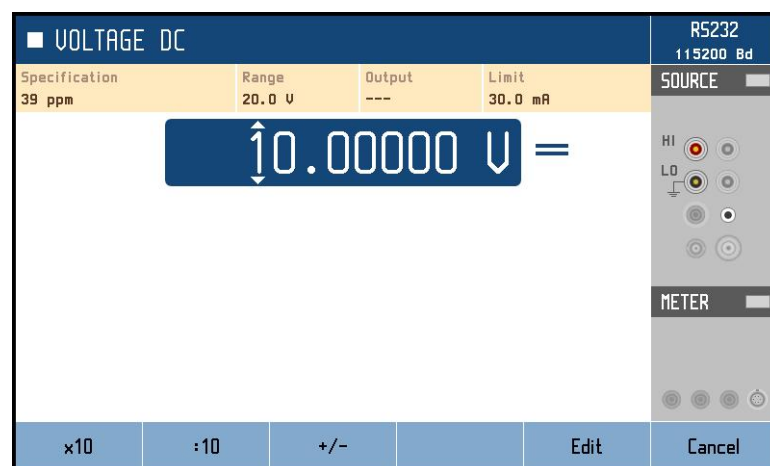 VOLTAGE DC
RS232
115200 Bd
Specification
39 ppm
Range
20.0 V
Output
---
Limit
30.0 mA
SOURCE
10.00000 V
HI
LO
METER
x10
:10
+/-
Edit
Cancel